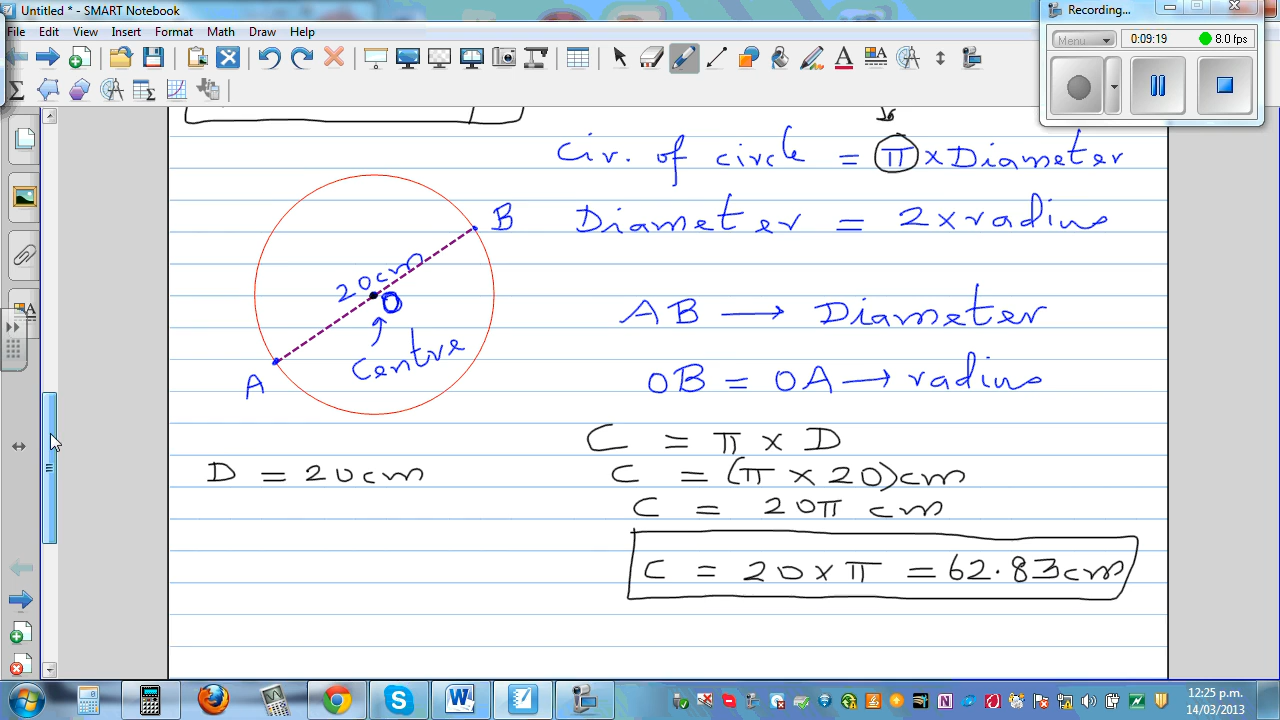 Untitled * - SMART Notebook
File Edit View Insert Format Math Draw Help
Recording...
Menu 0:09:19 8.0 fps
Cir. of circle = π × Diameter
Diameter = 2 × radius
B
20cm
O
Centre
A
AB → Diameter
OB = OA → radius
C = π × D
D = 20cm
C = (π × 20)cm
C = 20π cm
C = 20 × π = 62.83cm
12:25 p.m.
14/03/2013